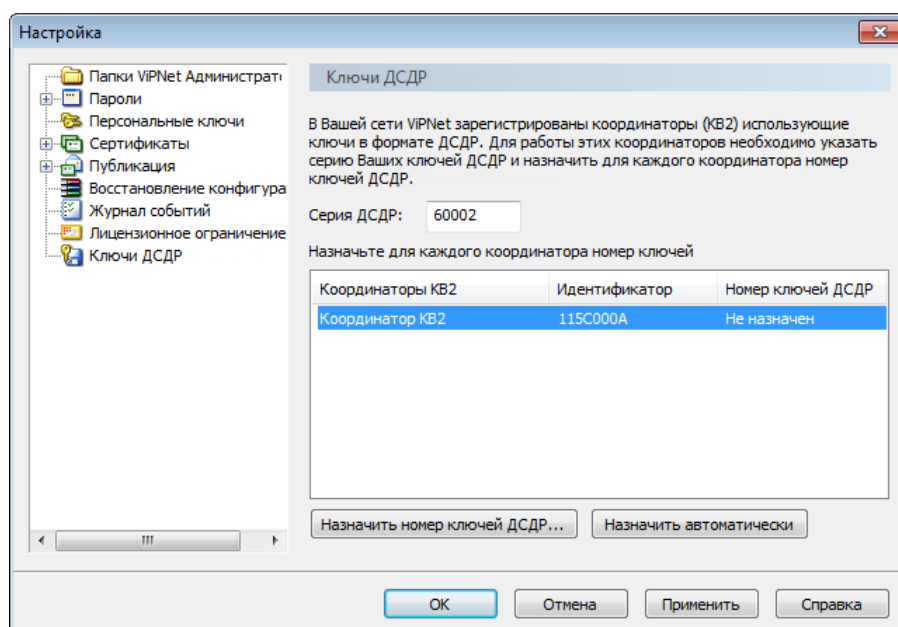 Настройка
Папки ViPNet Администрато
Пароли
Персональные ключи
Сертификаты
Публикация
Восстановление конфигура
Журнал событий
Лицензионное ограничение
Ключи ДСДР
Ключи ДСДР
В Вашей сети ViPNet зарегистрированы координаторы (КВ2) использующие
ключи в формате ДСДР. Для работы этих координаторов необходимо указать
серию Ваших ключей ДСДР и назначить для каждого координатора номер
ключей ДСДР.
Серия ДСДР: 60002
Назначьте для каждого координатора номер ключей
Координаторы КВ2 Идентификатор Номер ключей ДСДР
Координатор КВ2 115C000A Не назначен
Назначить номер ключей ДСДР... Назначить автоматически
ОК Отмена Применить Справка